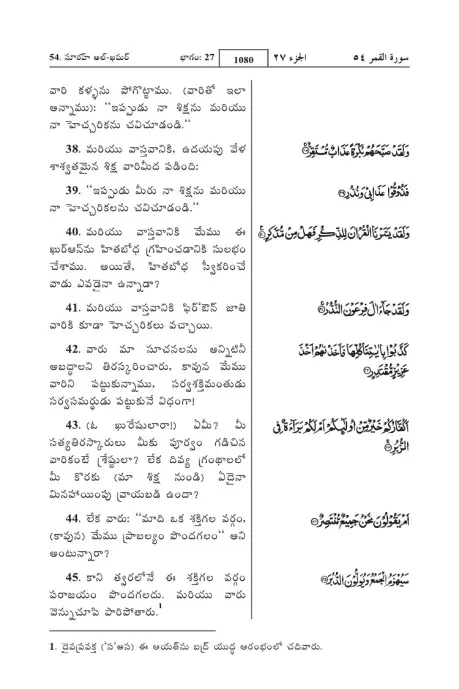 54. సూరహ్ అల్-ఖమర్ భాగం: 27 1080 الجزء ٢٧ سورة القمر ٥٤
వారి కళ్ళను పోగొట్టాము. (వారితో ఇలా
అన్నాము): "ఇప్పుడు నా శిక్షను మరియు
నా హెచ్చరికను చవిచూడండి."
38. మరియు వాస్తవానికి, ఉదయపు వేళ
శాశ్వతమైన శిక్ష వారిమీద పడింది:
وَلَقَدْ صَبَّحَهُمْ بُكْرَةً عَذَابٌ مُسْتَقِرٌّ
39. "ఇప్పుడు మీరు నా శిక్షను మరియు
నా హెచ్చరికలను చవిచూడండి."
فَذُوقُوا عَذَابِي وَنُذُرِ
40. మరియు వాస్తవానికి మేము ఈ
ఖుర్ఆన్‌ను హితబోధ గ్రహించడానికి సులభం
చేశాము. అయితే, హితబోధ స్వీకరించే
వాడు ఎవడైనా ఉన్నాడా?
وَلَقَدْ يَسَّرْنَا الْقُرْآنَ لِلذِّكْرِ فَهَلْ مِنْ مُدَّكِرٍ
41. మరియు వాస్తవానికి ఫిర్'ఔన్ జాతి
వారికి కూడా హెచ్చరికలు వచ్చాయి.
وَلَقَدْ جَاءَ آلَ فِرْعَوْنَ النُّذُرُ
42. వారు మా సూచనలను అన్నిటినీ
అబద్ధాలని తిరస్కరించారు, కావున మేము
వారిని పట్టుకున్నాము, సర్వశక్తిమంతుడు
సర్వసమర్థుడు పట్టుకునే విధంగా!
كَذَّبُوا بِآيَاتِنَا كُلِّهَا فَأَخَذْنَاهُمْ أَخْذَ
عَزِيزٍ مُقْتَدِرٍ
43. (ఓ ఖురేషులారా!) ఏమీ? మీ
సత్యతిరస్కారులు మీకు పూర్వం గడిచిన
వారికంటే శ్రేష్ఠులా? లేక దివ్య గ్రంథాలలో
మీ కొరకు (మా శిక్ష నుండి) ఏదైనా
మినహాయింపు వ్రాయబడి ఉందా?
أَكُفَّارُكُمْ خَيْرٌ مِنْ أُولَئِكُمْ أَمْ لَكُمْ بَرَاءَةٌ فِي
الزُّبُرِ
44. లేక వారు: "మాది ఒక శక్తిగల వర్గం,
(కావున) మేము ప్రాబల్యం పొందగలం" అని
అంటున్నారా?
أَمْ يَقُولُونَ نَحْنُ جَمِيعٌ مُنْتَصِرٌ
45. కాని త్వరలోనే ఈ శక్తిగల వర్గం
పరాజయం పొందగలదు. మరియు వారు
వెన్నుచూపి పారిపోతారు.1
سَيُهْزَمُ الْجَمْعُ وَيُوَلُّونَ الدُّبُرَ
1. దైవప్రవక్త ('స'అస) ఈ ఆయత్‌ను బద్ర్ యుద్ధ ఆరంభంలో చదివారు.